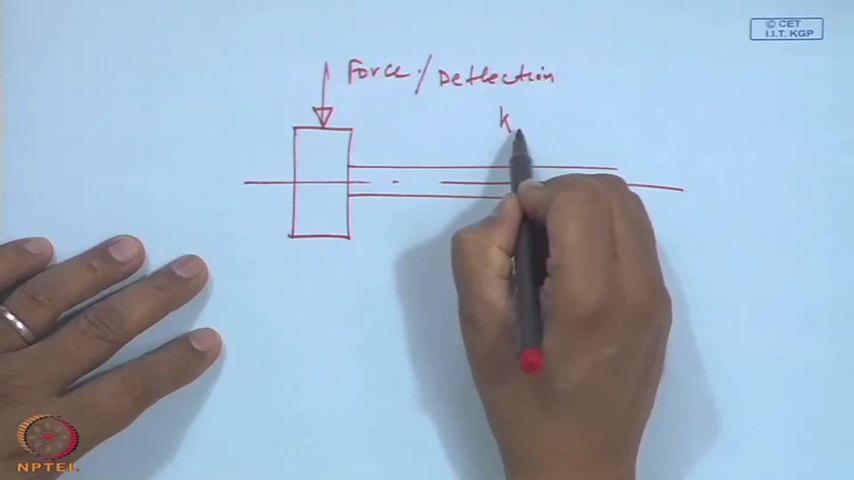 © CET
I.I.T. KGP
Force / Deflection
k
NPTEL